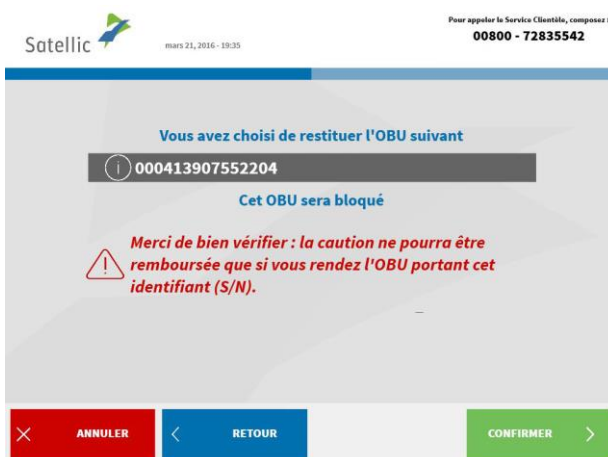 Pour appeler le Service Clientèle, composez
Satellic
mars 21, 2016 - 19:35
00800 - 72835542
Vous avez choisi de restituer l'OBU suivant
000413907552204
Cet OBU sera bloqué
Merci de bien vérifier : la caution ne pourra être
remboursée que si vous rendez l'OBU portant cet
identifiant (S/N).
ANNULER
RETOUR
CONFIRMER